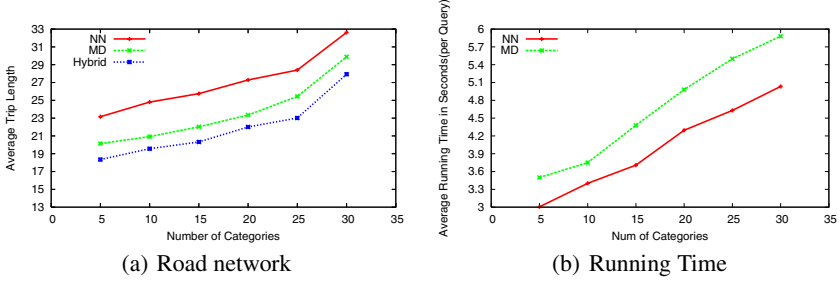 33
31
29
27
25
23
21
19
17
15
13
Average Trip Length
NN
MD
Hybrid
0 5 10 15 20 25 30 35
Number of Categories
(a) Road network
6
5.7
5.4
5.1
4.8
4.5
4.2
3.9
3.6
3.3
3
Average Running Time in Seconds(per Query)
NN
MD
0 5 10 15 20 25 30 35
Num of Categories
(b) Running Time